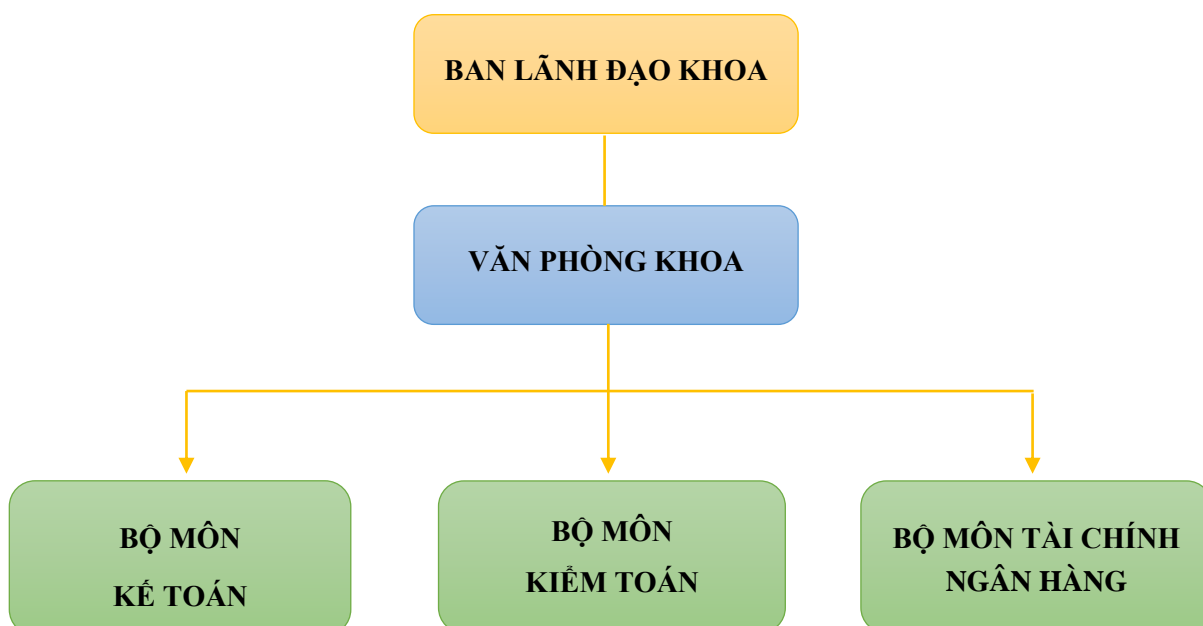 BAN LÃNH ĐẠO KHOA
VĂN PHÒNG KHOA
BỘ MÔN
KẾ TOÁN
BỘ MÔN
KIỂM TOÁN
BỘ MÔN TÀI CHÍNH
NGÂN HÀNG